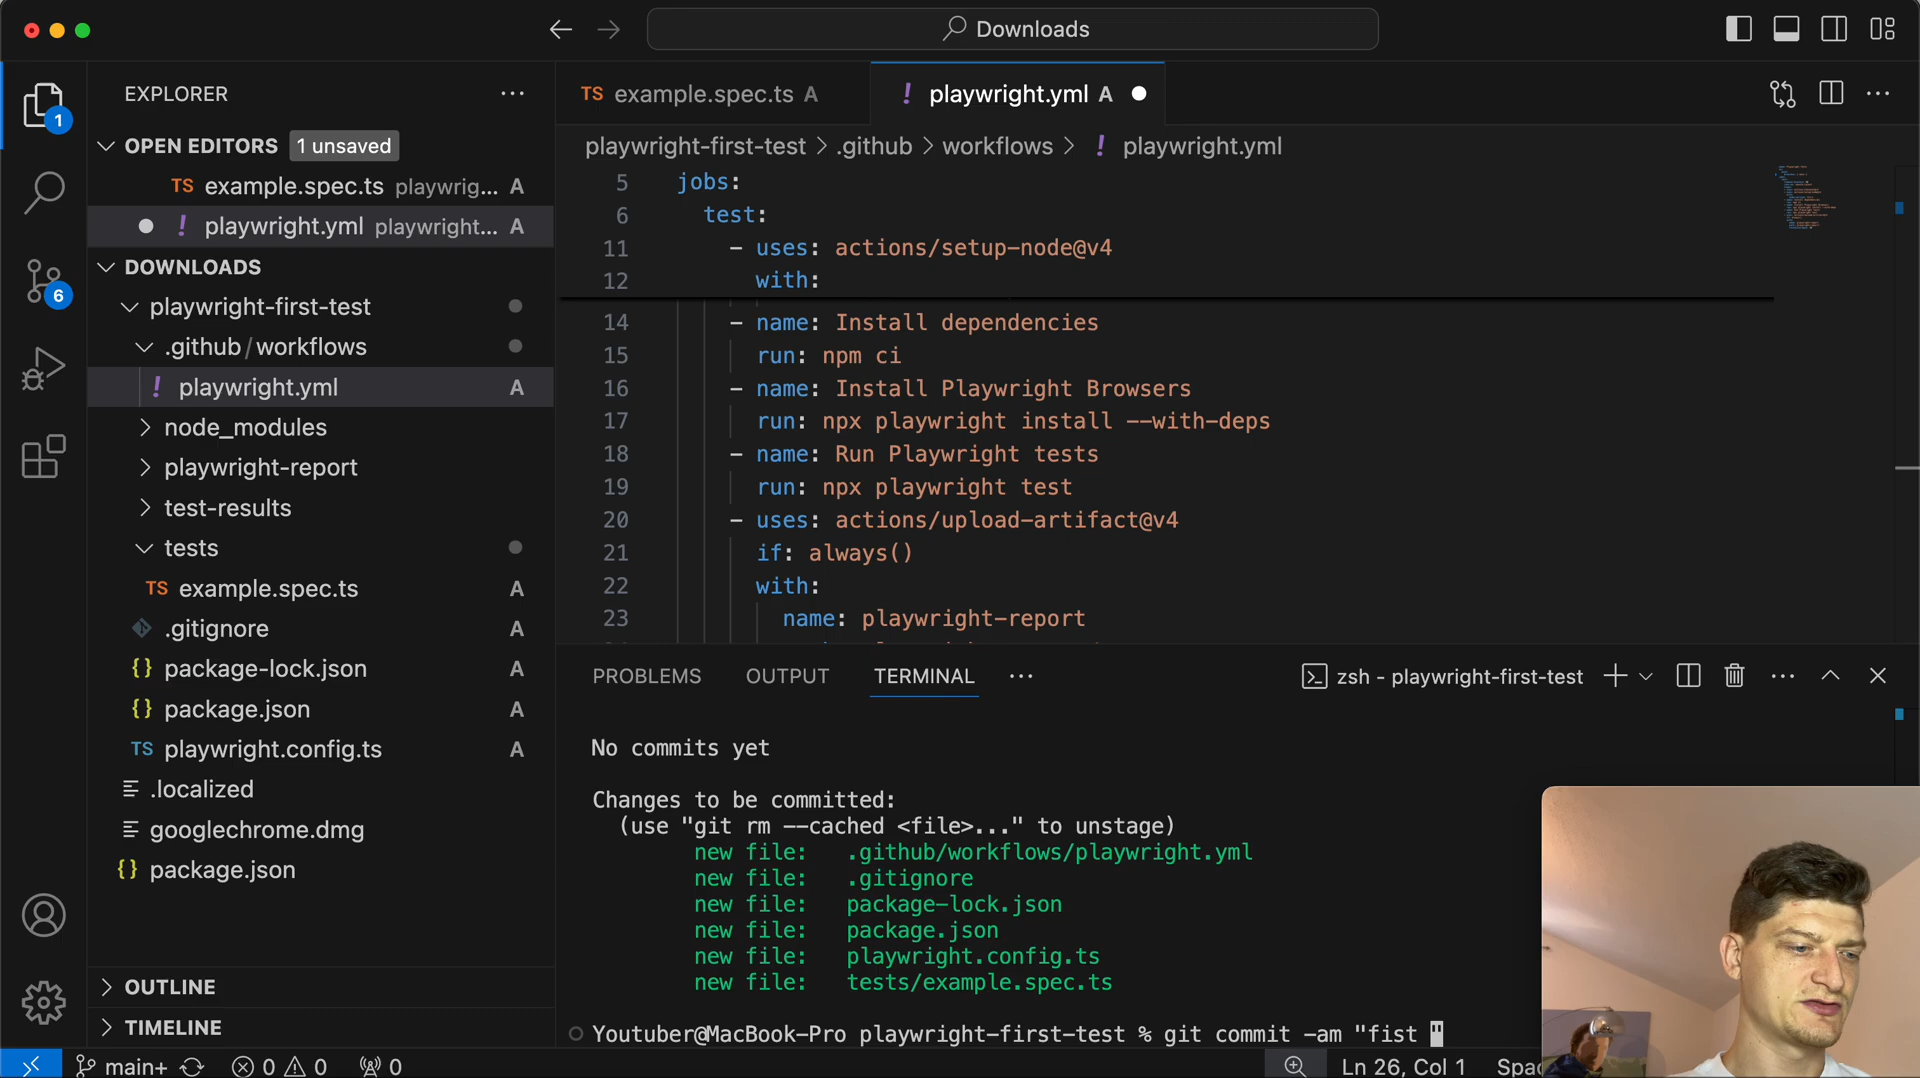 Downloads
EXPLORER
OPEN EDITORS 1 unsaved
TS example.spec.ts playwrig... A
! playwright.yml playwright... A
DOWNLOADS
playwright-first-test
.github/workflows
! playwright.yml A
node_modules
playwright-report
test-results
tests
TS example.spec.ts A
.gitignore A
{} package-lock.json A
{} package.json A
TS playwright.config.ts A
.localized
googlechrome.dmg
{} package.json
OUTLINE
TIMELINE
1
6
TS example.spec.ts A
! playwright.yml A
playwright-first-test > .github > workflows > ! playwright.yml
5 jobs:
6 test:
11 - uses: actions/setup-node@v4
12 with:
14 - name: Install dependencies
15 run: npm ci
16 - name: Install Playwright Browsers
17 run: npx playwright install --with-deps
18 - name: Run Playwright tests
19 run: npx playwright test
20 - uses: actions/upload-artifact@v4
21 if: always()
22 with:
23 name: playwright-report
PROBLEMS OUTPUT TERMINAL
zsh - playwright-first-test
No commits yet
Changes to be committed:
(use "git rm --cached <file>..." to unstage)
new file: .github/workflows/playwright.yml
new file: .gitignore
new file: package-lock.json
new file: package.json
new file: playwright.config.ts
new file: tests/example.spec.ts
Youtuber@MacBook-Pro playwright-first-test % git commit -am "fist "
main+ 0 0 0
Ln 26, Col 1